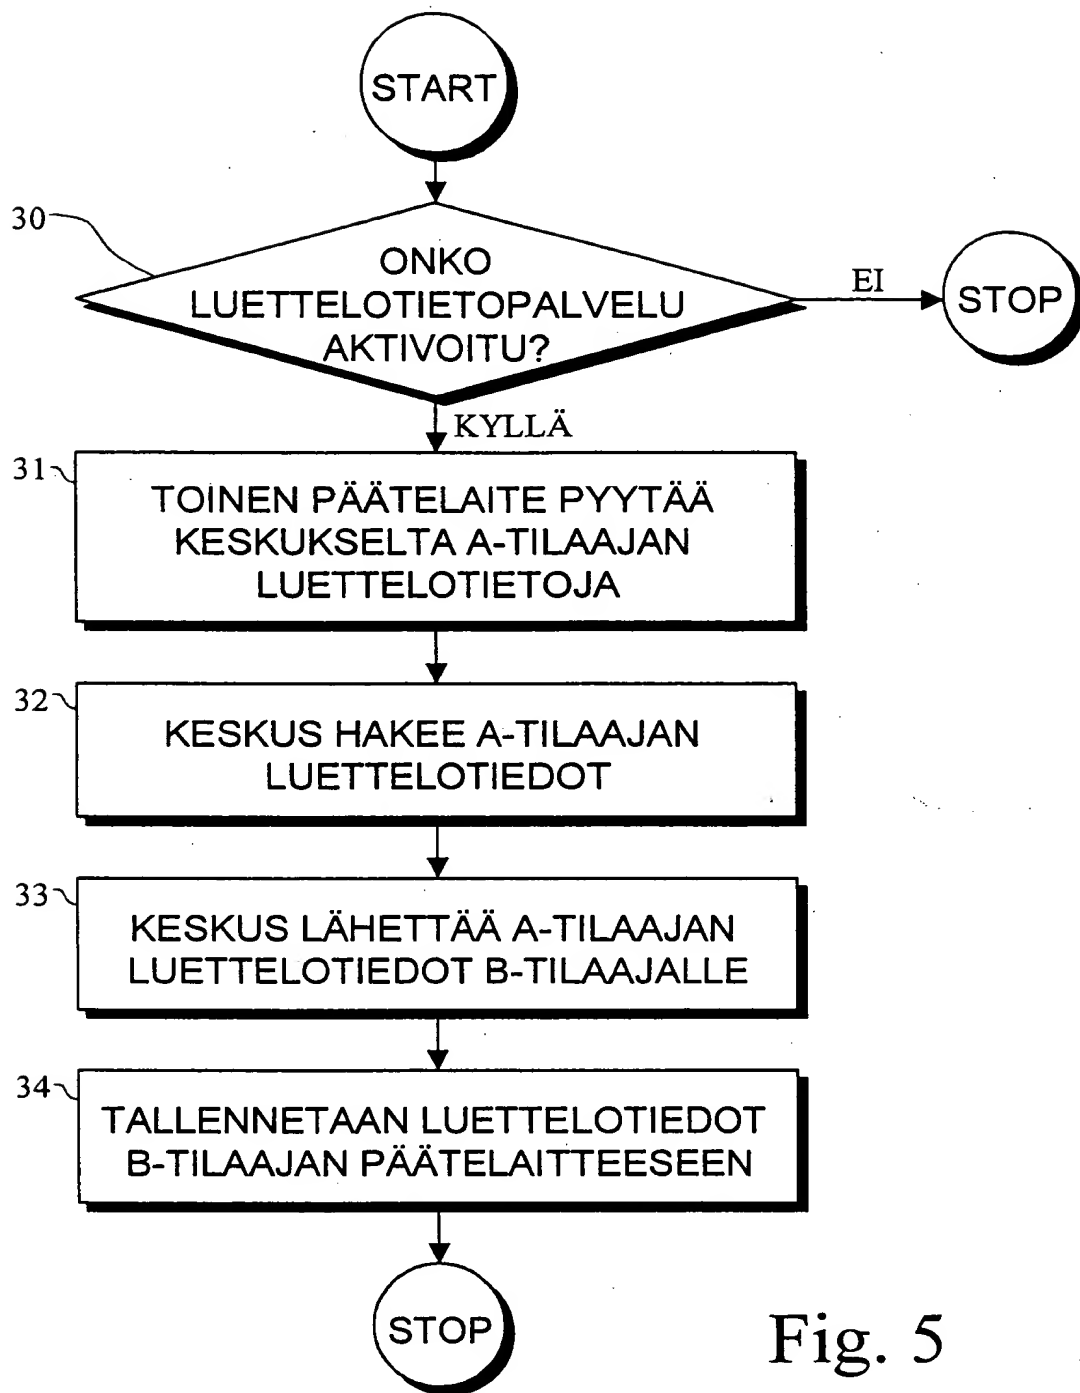 START
30
ONKO
LUETTELOTIETOPALVELU
AKTIVOITU?
EI
STOP
KYLLÄ
31
TOINEN PÄÄTELAITE PYYTÄÄ
KESKUKSELTA A-TILAAJAN
LUETTELOTIETOJA
32
KESKUS HAKEE A-TILAAJAN
LUETTELOTIEDOT
33
KESKUS LÄHETTÄÄ A-TILAAJAN
LUETTELOTIEDOT B-TILAAJALLE
34
TALLENNETAAN LUETTELOTIEDOT
B-TILAAJAN PÄÄTELAITTEESEEN
STOP
Fig. 5